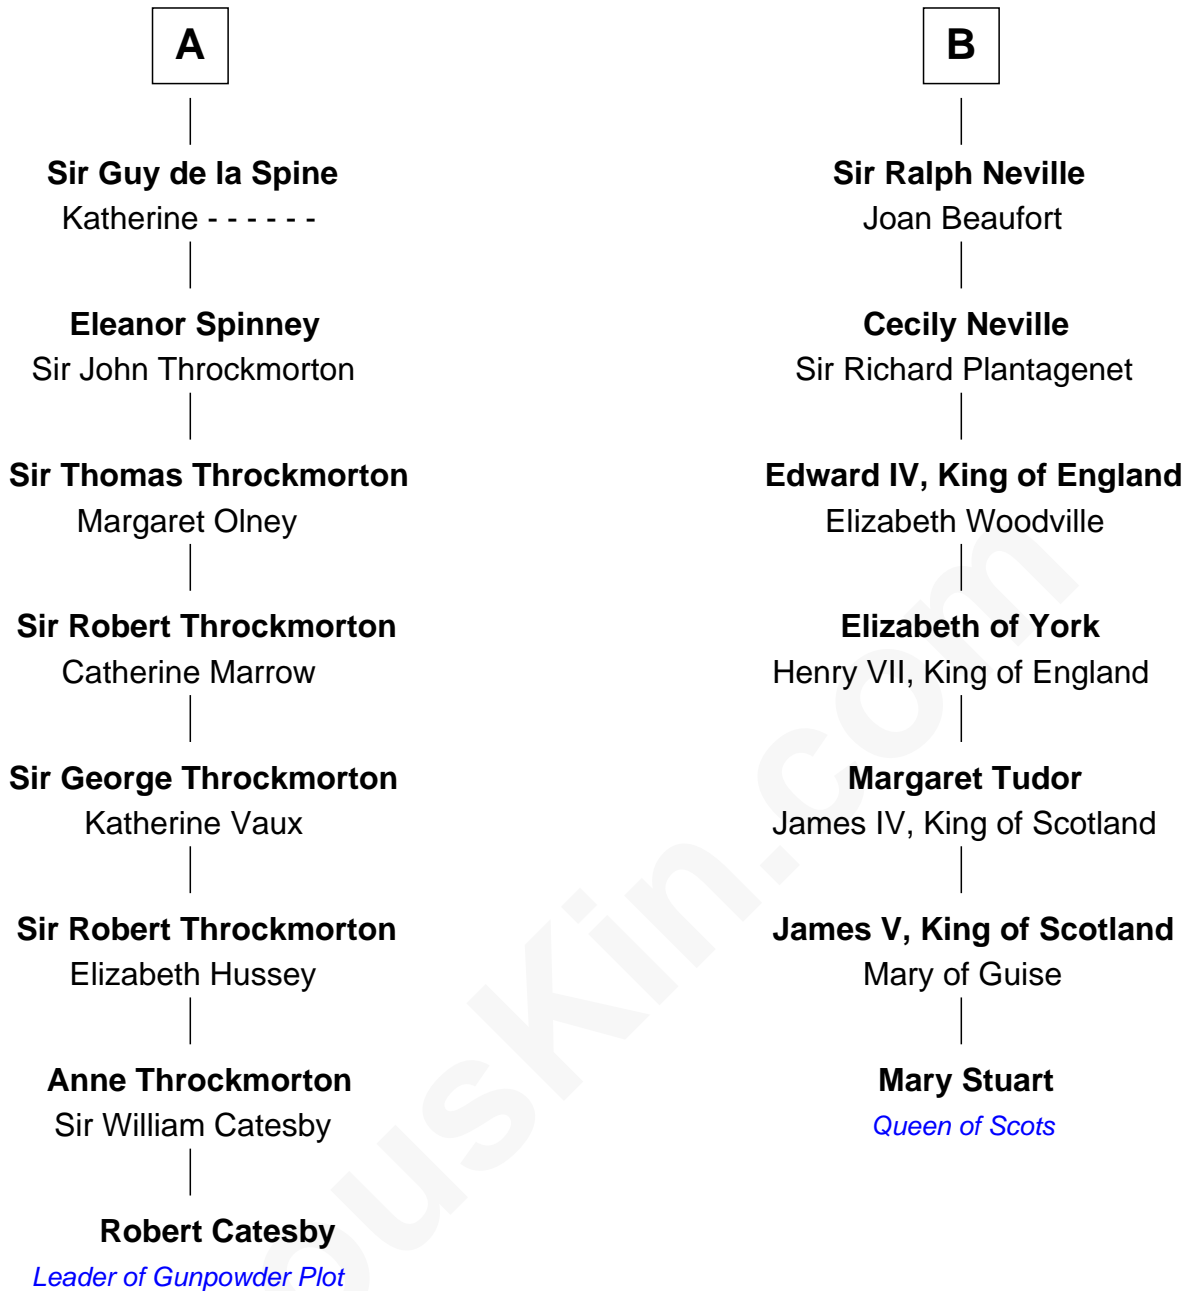 A
Sir Guy de la Spine
Katherine - - - - - -
Eleanor Spinney
Sir John Throckmorton
Sir Thomas Throckmorton
Margaret Olney
Sir Robert Throckmorton
Catherine Marrow
Sir George Throckmorton
Katherine Vaux
Sir Robert Throckmorton
Elizabeth Hussey
Anne Throckmorton
Sir William Catesby
Robert Catesby
Leader of Gunpowder Plot
B
Sir Ralph Neville
Joan Beaufort
Cecily Neville
Sir Richard Plantagenet
Edward IV, King of England
Elizabeth Woodville
Elizabeth of York
Henry VII, King of England
Margaret Tudor
James IV, King of Scotland
James V, King of Scotland
Mary of Guise
Mary Stuart
Queen of Scots
ousKin.com